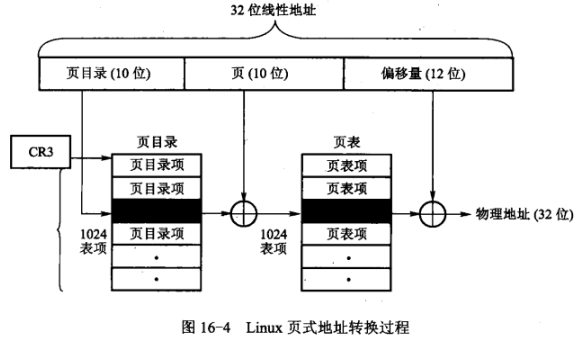 32 位线性地址
页目录 (10 位)
页 (10 位)
偏移量 (12 位)
CR3
页目录
页目录项
页目录项
页目录项
·
·
1024
表项
页表
页表项
页表项
页表项
·
·
1024
表项
物理地址 (32 位)
图 16-4 Linux 页式地址转换过程